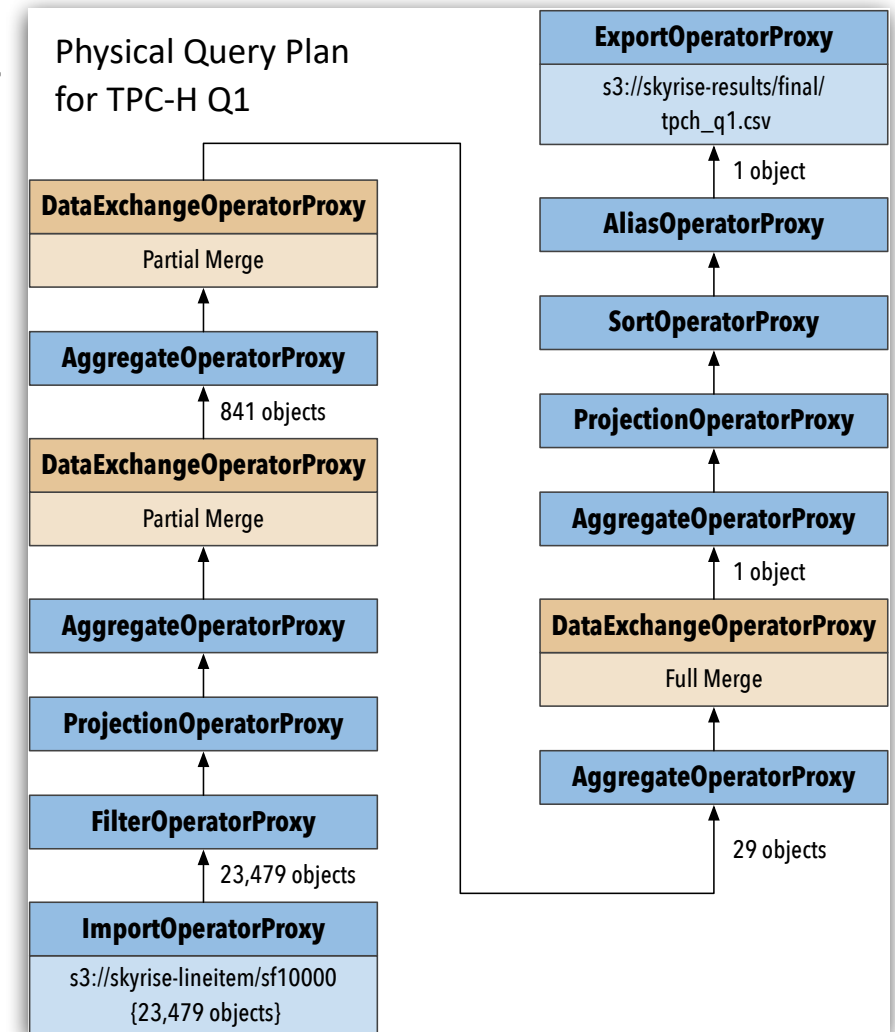 Physical Query Plan
for TPC-H Q1
DataExchangeOperatorProxy
Partial Merge
AggregateOperatorProxy
841 objects
DataExchangeOperatorProxy
Partial Merge
AggregateOperatorProxy
ProjectionOperatorProxy
FilterOperatorProxy
23,479 objects
ImportOperatorProxy
s3://skyrise-lineitem/sf10000
{23,479 objects}
ExportOperatorProxy
s3://skyrise-results/final/
tpch_q1.csv
1 object
AliasOperatorProxy
SortOperatorProxy
ProjectionOperatorProxy
AggregateOperatorProxy
1 object
DataExchangeOperatorProxy
Full Merge
AggregateOperatorProxy
29 objects